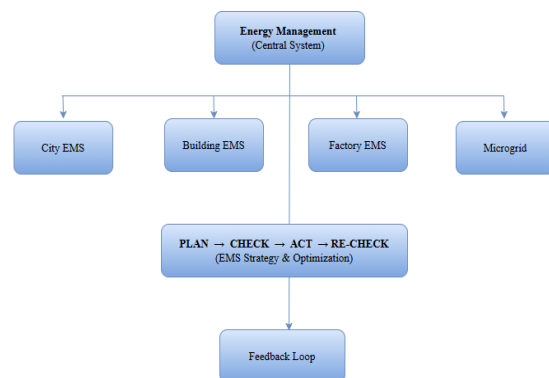 Energy Management
(Central System)
City EMS
Building EMS
Factory EMS
Microgrid
PLAN → CHECK → ACT → RE-CHECK
(EMS Strategy & Optimization)
Feedback Loop